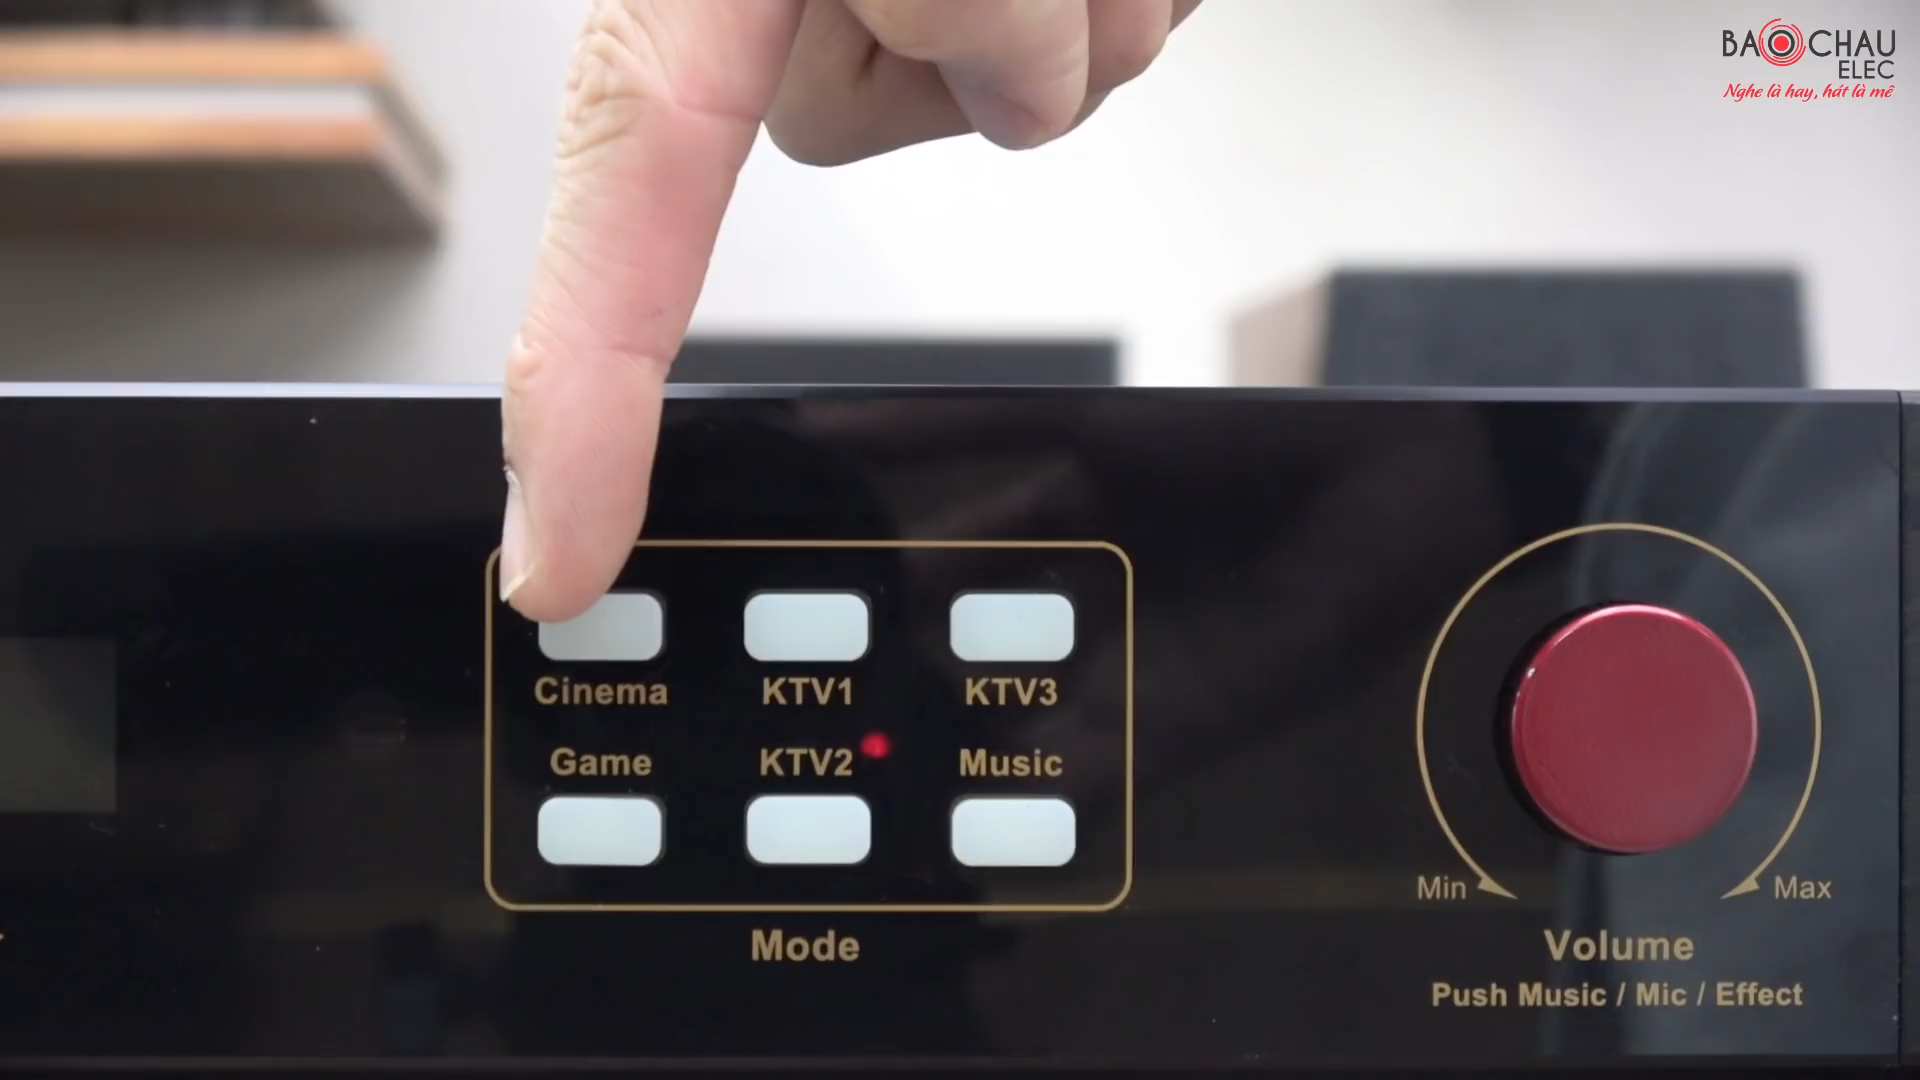 BAOCHAU
ELEC
Nghe là hay, hát là mê
Cinema KTV1 KTV3
Game KTV2 Music
Mode
Min Max
Volume
Push Music / Mic / Effect